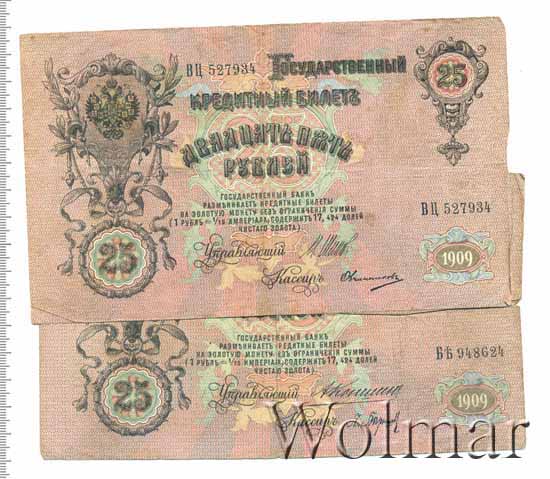 ВЦ 527934
Государственный
25
кредитный билетъ
двадцать пять
рублей
Государственный банкъ
размѣниваетъ кредитные билеты
на золотую монету безъ ограниченія суммы
(1 рубль = 1/15 имперіала, содержитъ 17,424 долей
чистаго золота)
ВЦ 527934
Управляющій
25
Кассиръ
1909
Государственный банкъ
размѣниваетъ кредитные билеты
на золотую монету безъ ограниченія суммы
(1 рубль = 1/15 имперіала, содержитъ 17,424 долей
чистаго золота)
БЪ 948624
Управляющій
25
Кассиръ
1909
Wolmar